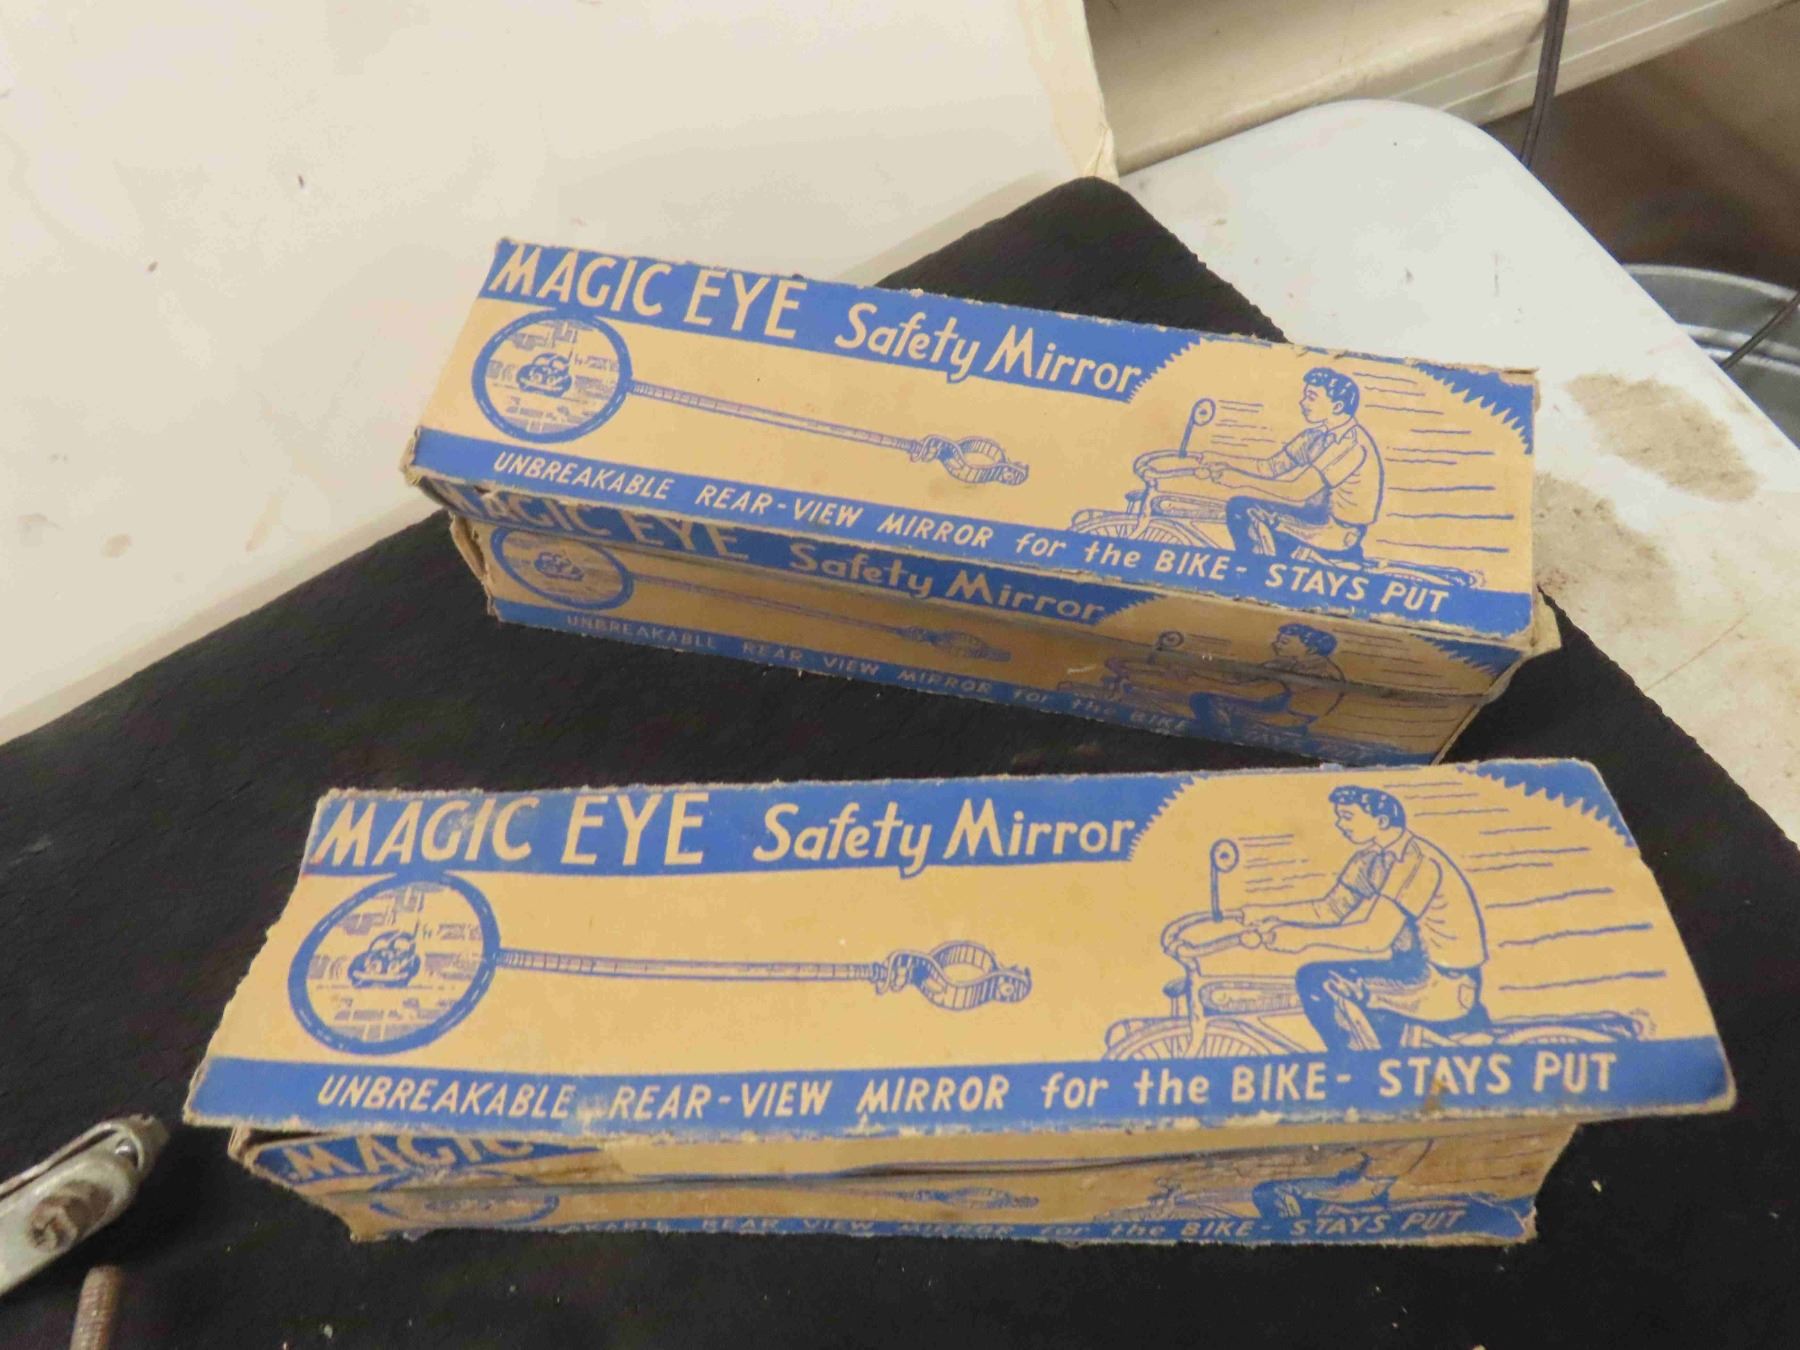 MAGIC EYE Safety Mirror
UNBREAKABLE REAR-VIEW MIRROR for the BIKE- STAYS PUT
MAGIC EYE Safety Mirror
UNBREAKABLE REAR VIEW MIRROR for the BIKE STAYS PUT
MAGIC EYE Safety Mirror
UNBREAKABLE REAR-VIEW MIRROR for the BIKE- STAYS PUT
MAGIC
REAR VIEW MIRROR for the BIKE- STAYS PUT